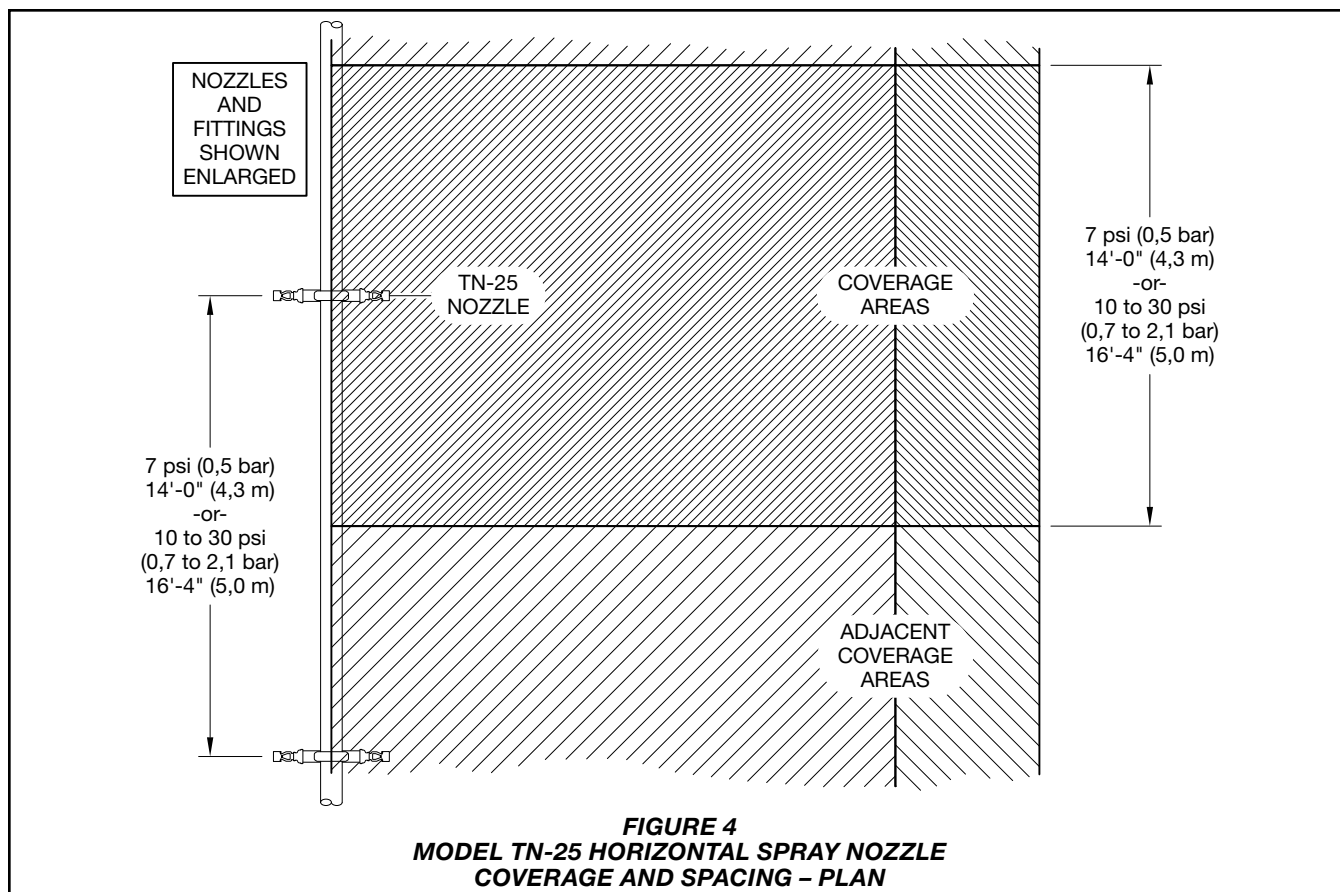 NOZZLES
AND
FITTINGS
SHOWN
ENLARGED
TN-25
NOZZLE
COVERAGE
AREAS
7 psi (0,5 bar)
14'-0" (4,3 m)
-or-
10 to 30 psi
(0,7 to 2,1 bar)
16'-4" (5,0 m)
7 psi (0,5 bar)
14'-0" (4,3 m)
-or-
10 to 30 psi
(0,7 to 2,1 bar)
16'-4" (5,0 m)
ADJACENT
COVERAGE
AREAS
FIGURE 4
MODEL TN-25 HORIZONTAL SPRAY NOZZLE
COVERAGE AND SPACING – PLAN